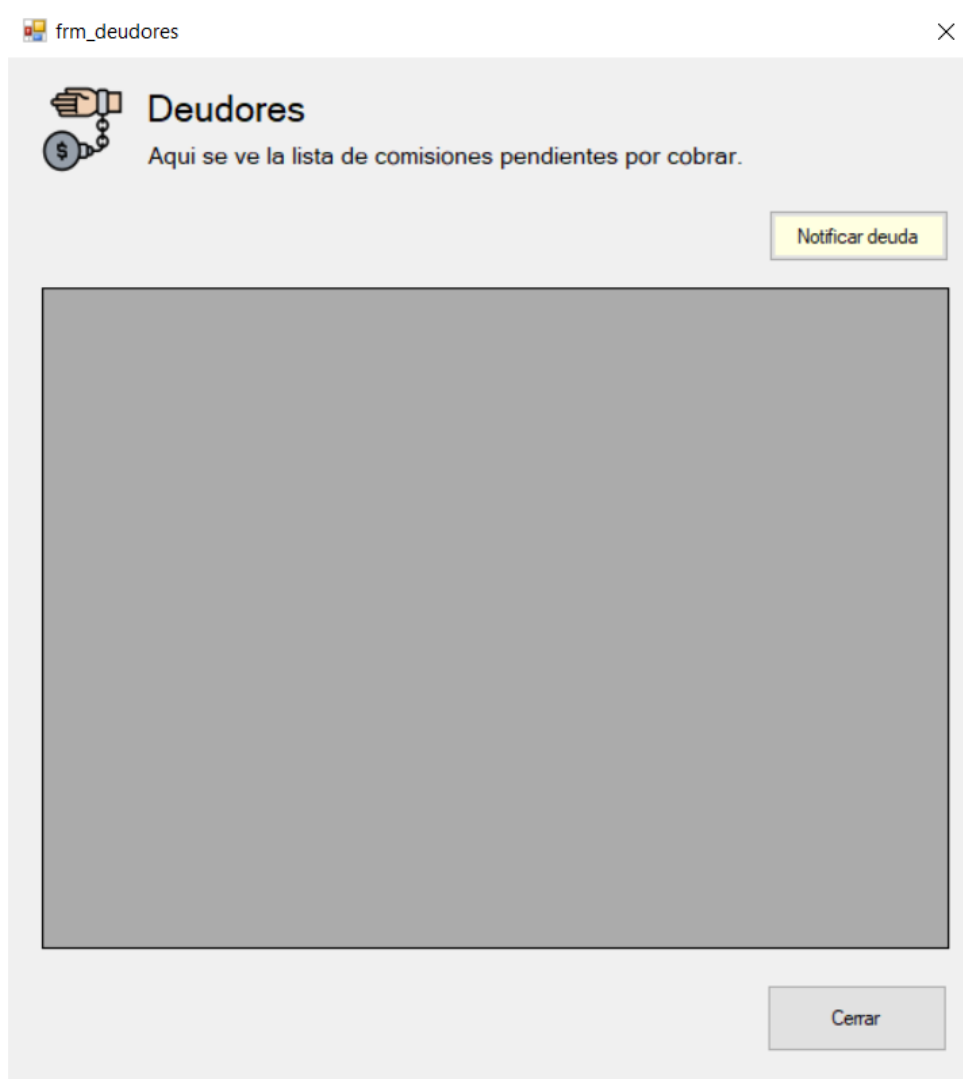 frm_deudores
Deudores
Aqui se ve la lista de comisiones pendientes por cobrar.
Notificar deuda
$
Cerrar